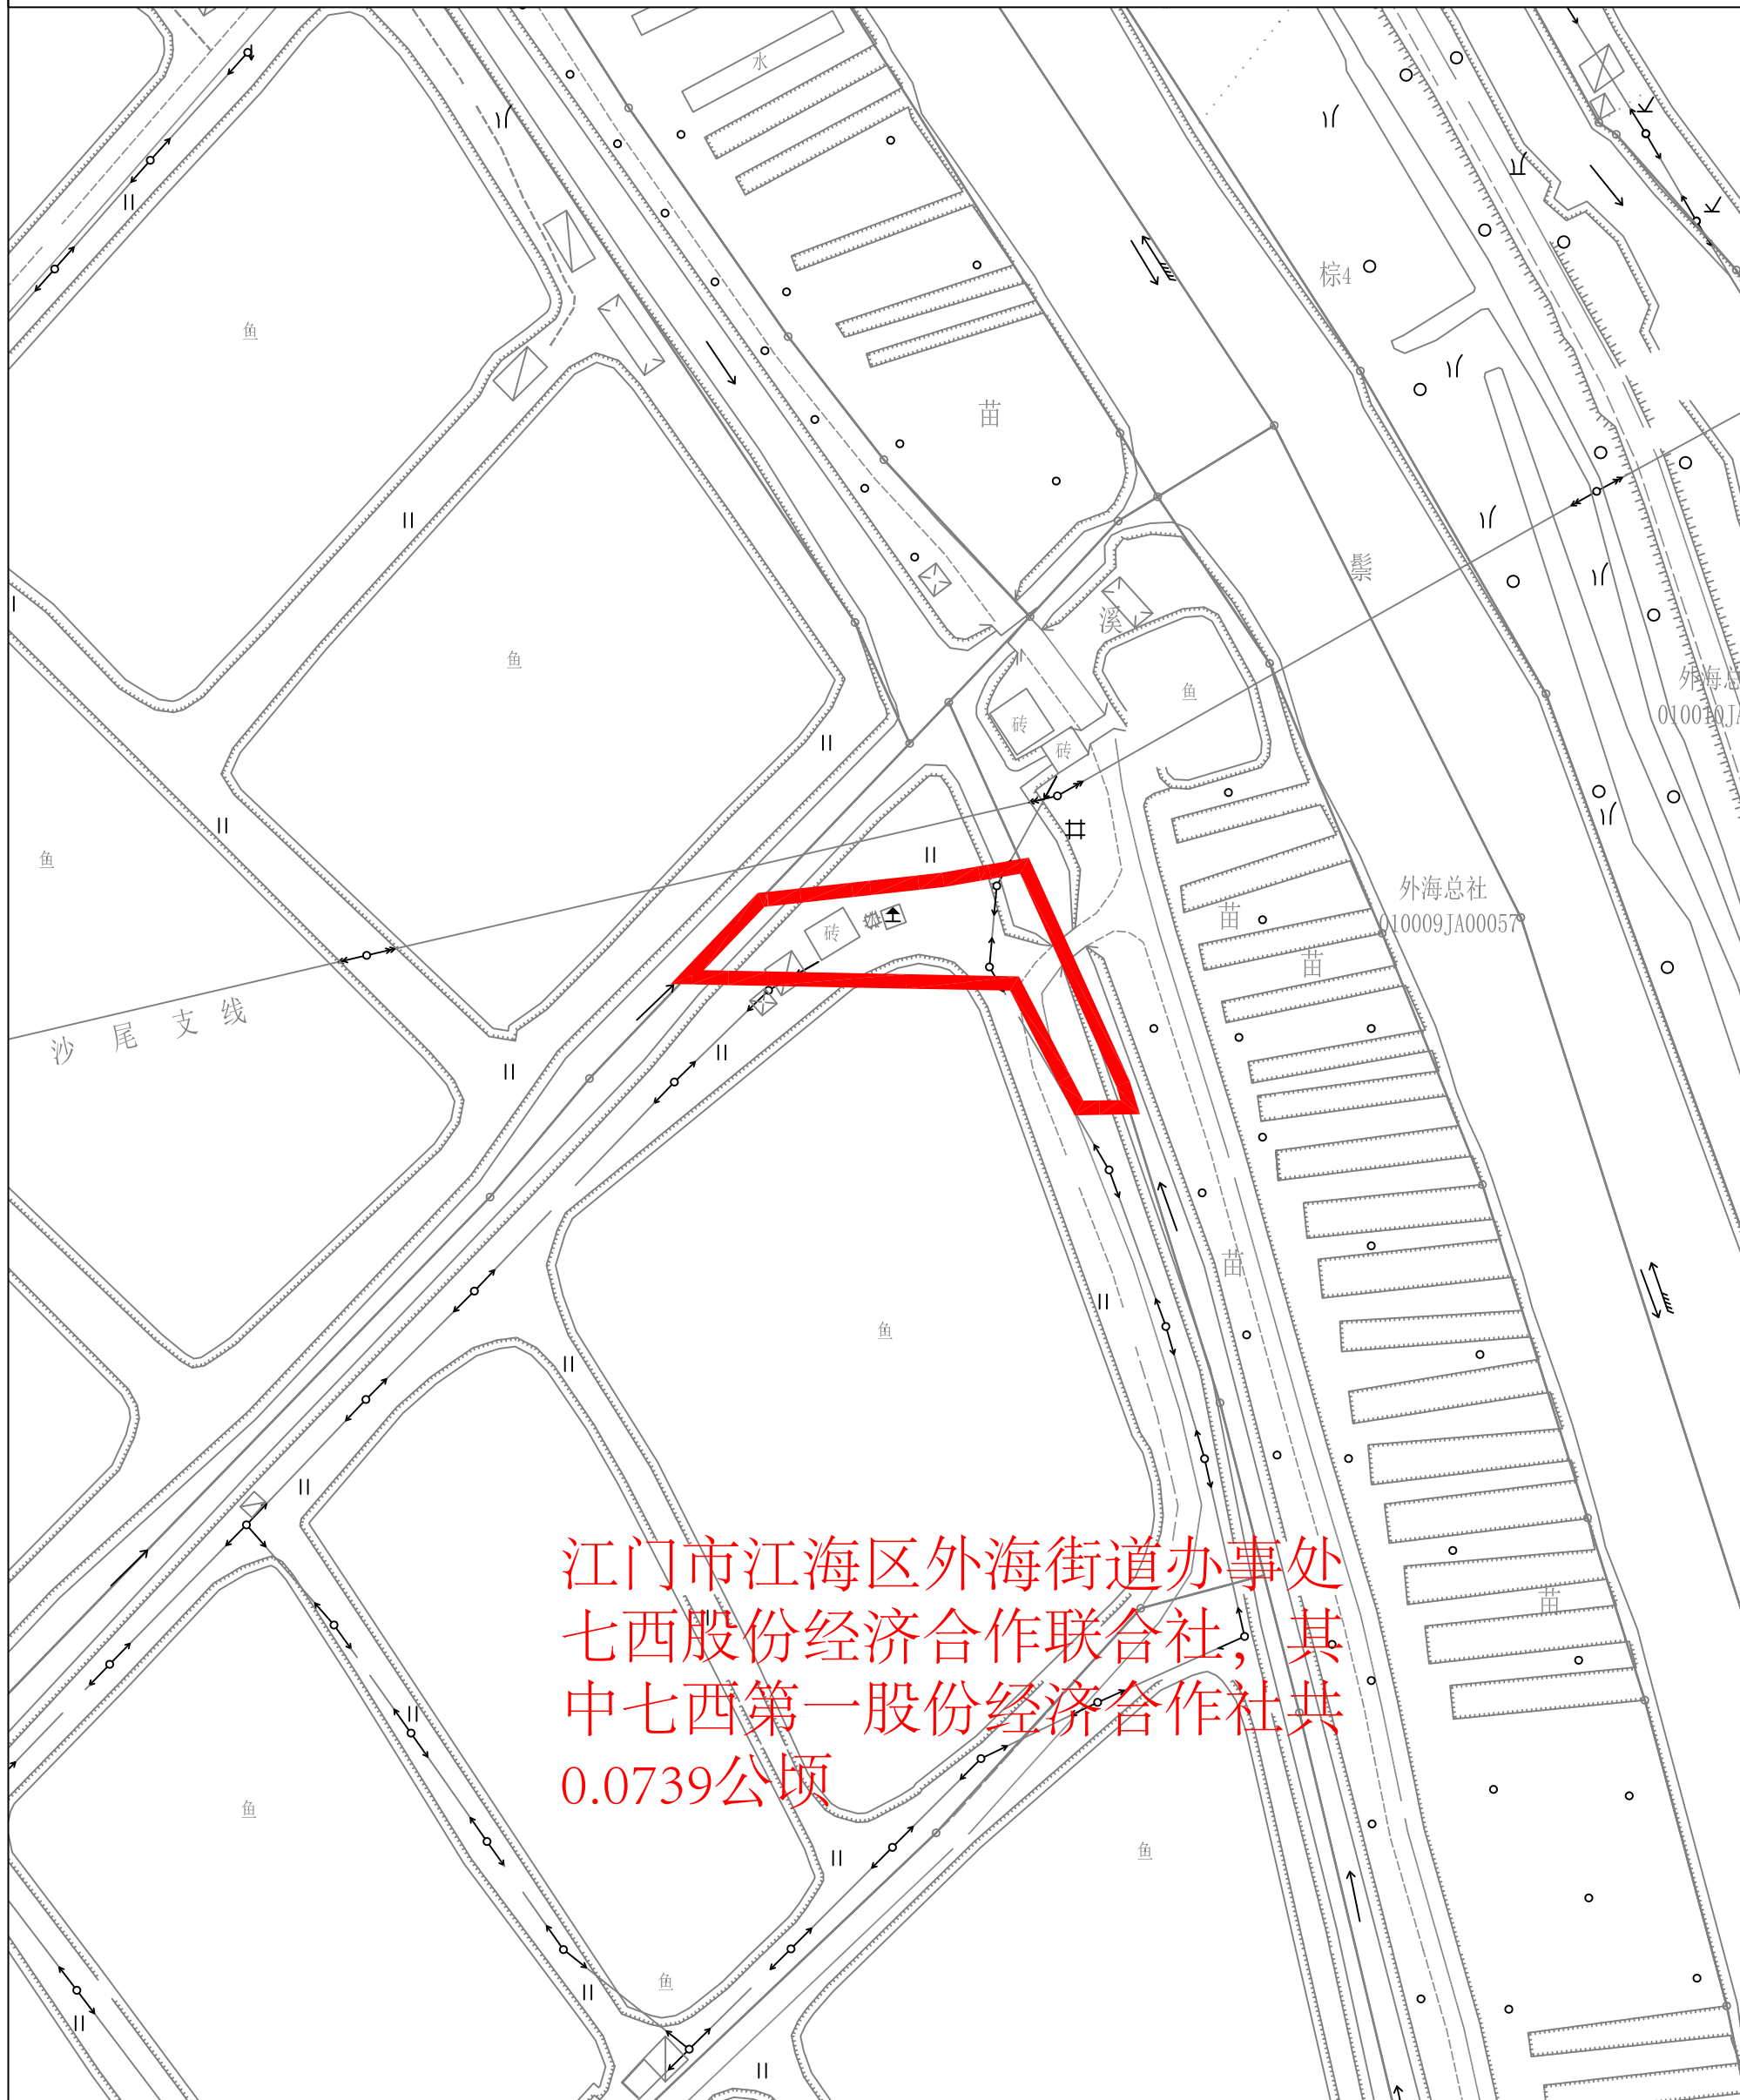 水
棕4
鱼
苗
鬃
鱼
溪
外海总
鱼
砖
010010JA
砖
鱼
外海总社
苗
010009JA00057
砖
苗
沙尾支线
苗
鱼
江门市江海区外海街道办事处
七西股份经济合作联合社，其
中七西第一股份经济合作社共
0.0739公顷
苗
鱼
鱼
鱼